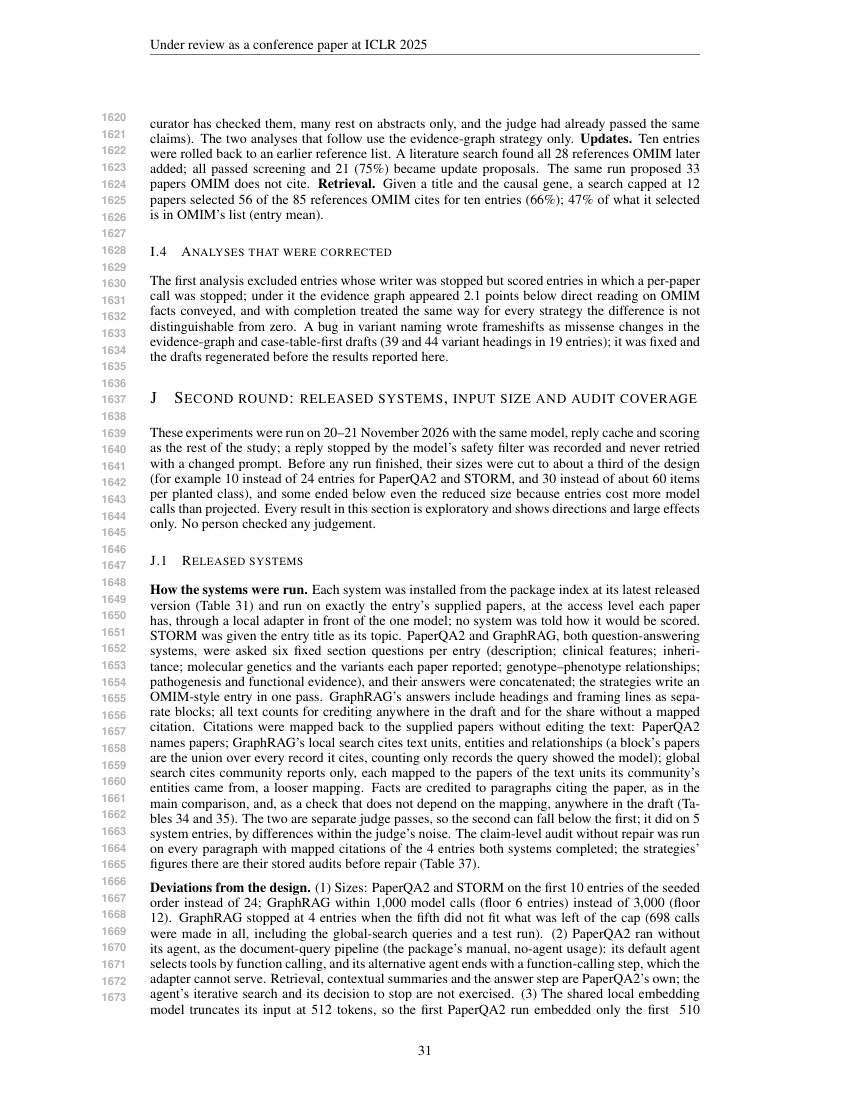 Under review as a conference paper at ICLR 2025
1620
1621
1622
1623
1624
1625
1626
1627
1628
1629
1630
1631
1632
1633
1634
1635
1636
1637
1638
1639
1640
1641
1642
1643
1644
1645
1646
1647
1648
1649
1650
1651
1652
1653
1654
1655
1656
1657
1658
1659
1660
1661
1662
1663
1664
1665
1666
1667
1668
1669
1670
1671
1672
1673
curator has checked them, many rest on abstracts only, and the judge had already passed the same
claims). The two analyses that follow use the evidence-graph strategy only. Updates. Ten entries
were rolled back to an earlier reference list. A literature search found all 28 references OMIM later
added; all passed screening and 21 (75%) became update proposals. The same run proposed 33
papers OMIM does not cite. Retrieval. Given a title and the causal gene, a search capped at 12
papers selected 56 of the 85 references OMIM cites for ten entries (66%); 47% of what it selected
is in OMIM's list (entry mean).
I.4 ANALYSES THAT WERE CORRECTED
The first analysis excluded entries whose writer was stopped but scored entries in which a per-paper
call was stopped; under it the evidence graph appeared 2.1 points below direct reading on OMIM
facts conveyed, and with completion treated the same way for every strategy the difference is not
distinguishable from zero. A bug in variant naming wrote frameshifts as missense changes in the
evidence-graph and case-table-first drafts (39 and 44 variant headings in 19 entries); it was fixed and
the drafts regenerated before the results reported here.
J SECOND ROUND: RELEASED SYSTEMS, INPUT SIZE AND AUDIT COVERAGE
These experiments were run on 20–21 November 2026 with the same model, reply cache and scoring
as the rest of the study; a reply stopped by the model's safety filter was recorded and never retried
with a changed prompt. Before any run finished, their sizes were cut to about a third of the design
(for example 10 instead of 24 entries for PaperQA2 and STORM, and 30 instead of about 60 items
per planted class), and some ended below even the reduced size because entries cost more model
calls than projected. Every result in this section is exploratory and shows directions and large effects
only. No person checked any judgement.
J.1 RELEASED SYSTEMS
How the systems were run. Each system was installed from the package index at its latest released
version (Table 31) and run on exactly the entry's supplied papers, at the access level each paper
has, through a local adapter in front of the one model; no system was told how it would be scored.
STORM was given the entry title as its topic. PaperQA2 and GraphRAG, both question-answering
systems, were asked six fixed section questions per entry (description; clinical features; inheri-
tance; molecular genetics and the variants each paper reported; genotype–phenotype relationships;
pathogenesis and functional evidence), and their answers were concatenated; the strategies write an
OMIM-style entry in one pass. GraphRAG's answers include headings and framing lines as sepa-
rate blocks; all text counts for crediting anywhere in the draft and for the share without a mapped
citation. Citations were mapped back to the supplied papers without editing the text: PaperQA2
names papers; GraphRAG's local search cites text units, entities and relationships (a block's papers
are the union over every record it cites, counting only records the query showed the model); global
search cites community reports only, each mapped to the papers of the text units its community's
entities came from, a looser mapping. Facts are credited to paragraphs citing the paper, as in
the main comparison, and, as a check that does not depend on the mapping, anywhere in the draft (Ta-
bles 34 and 35). The two are separate judge passes, so the second can fall below the first; it did on 5
system entries, by differences within the judge's noise. The claim-level audit without repair was run
on every paragraph with mapped citations of the 4 entries both systems completed; the strategies'
figures there are their stored audits before repair (Table 37).
Deviations from the design. (1) Sizes: PaperQA2 and STORM on the first 10 entries of the seeded
order instead of 24; GraphRAG within 1,000 model calls (floor 6 entries) instead of 3,000 (floor
12). GraphRAG stopped at 4 entries when the fifth did not fit what was left of the cap (698 calls
were made in all, including the global-search queries and a test run). (2) PaperQA2 ran without
its agent, as the document-query pipeline (the package's manual, no-agent usage): its default agent
selects tools by function calling, and its alternative agent ends with a function-calling step, which the
adapter cannot serve. Retrieval, contextual summaries and the answer step are PaperQA2's own; the
agent's iterative search and its decision to stop are not exercised. (3) The shared local embedding
model truncates its input at 512 tokens, so the first PaperQA2 run embedded only the first 510
31